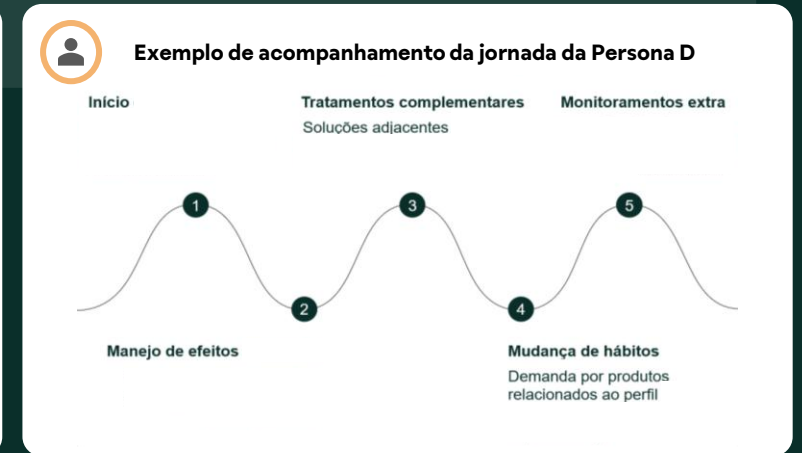 Exemplo de acompanhamento da jornada da Persona D
Início
Tratamentos complementares
Soluções adjacentes
Monitoramentos extra
1
3
5
2
4
Manejo de efeitos
Mudança de hábitos
Demanda por produtos
relacionados ao perfil